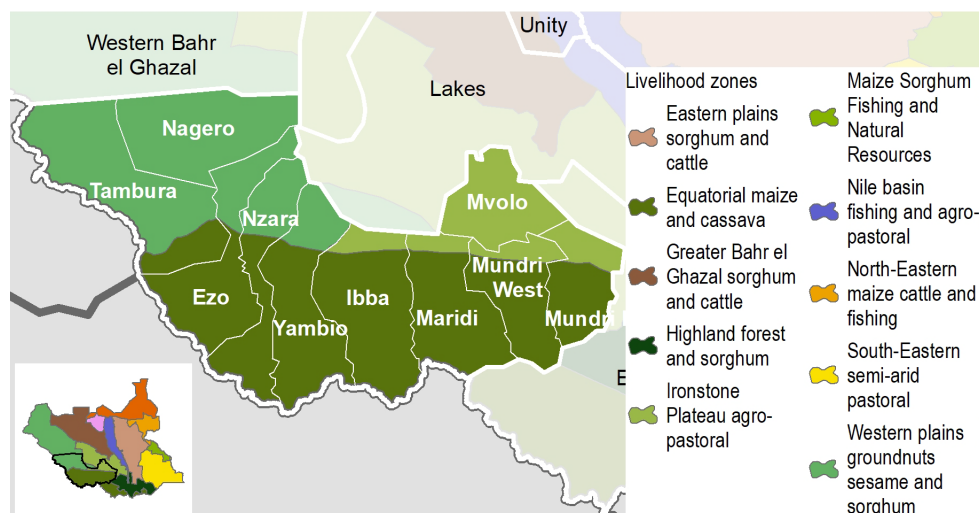 Western Bahr
el Ghazal
Unity
Lakes
Nagero
Tambura
Nzara
Mvolo
Ezo
Yambio
Ibba
Maridi
Mundri
West
Mundri
Livelihood zones
Eastern plains
sorghum and
cattle
Equatorial maize
and cassava
Greater Bahr el
Ghazal sorghum
and cattle
Highland forest
and sorghum
Ironstone
Plateau agro-
pastoral
Maize Sorghum
Fishing and
Natural
Resources
Nile basin
fishing and agro-
pastoral
North-Eastern
maize cattle and
fishing
South-Eastern
semi-arid
pastoral
Western plains
groundnuts
sesame and
sorghum